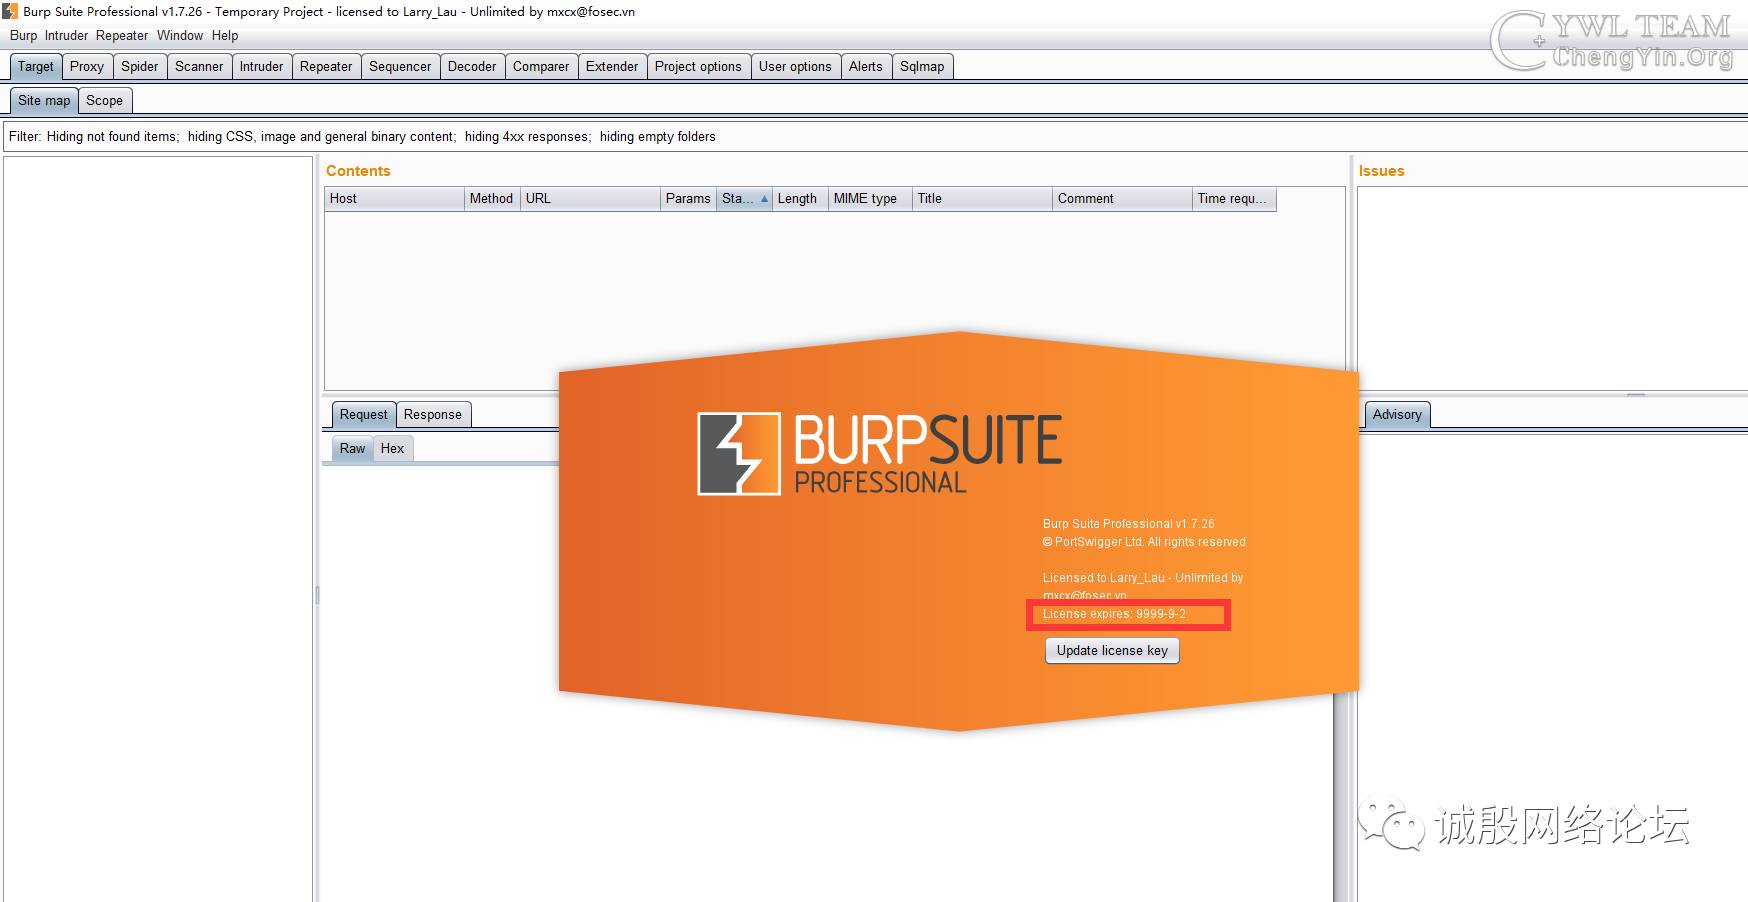 Burp Suite Professional v1.7.26 - Temporary Project - licensed to Larry_Lau - Unlimited by mxcx@fosec.vn
Burp Intruder Repeater Window Help
CYWL TEAM
ChengYin.Org
Target Proxy Spider Scanner Intruder Repeater Sequencer Decoder Comparer Extender Project options User options Alerts Sqlmap
Site map Scope
Filter: Hiding not found items; hiding CSS, image and general binary content; hiding 4xx responses; hiding empty folders
Contents
Issues
Host Method URL Params Sta... Length MIME type Title Comment Time requ...
Request Response
Advisory
Raw Hex
BURPSUITE
PROFESSIONAL
Burp Suite Professional v1.7.26
© PortSwigger Ltd. All rights reserved
Licensed to Larry_Lau - Unlimited by
mxcx@fosec.vn
License expires: 9999-9-2
Update license key
诚殷网络论坛